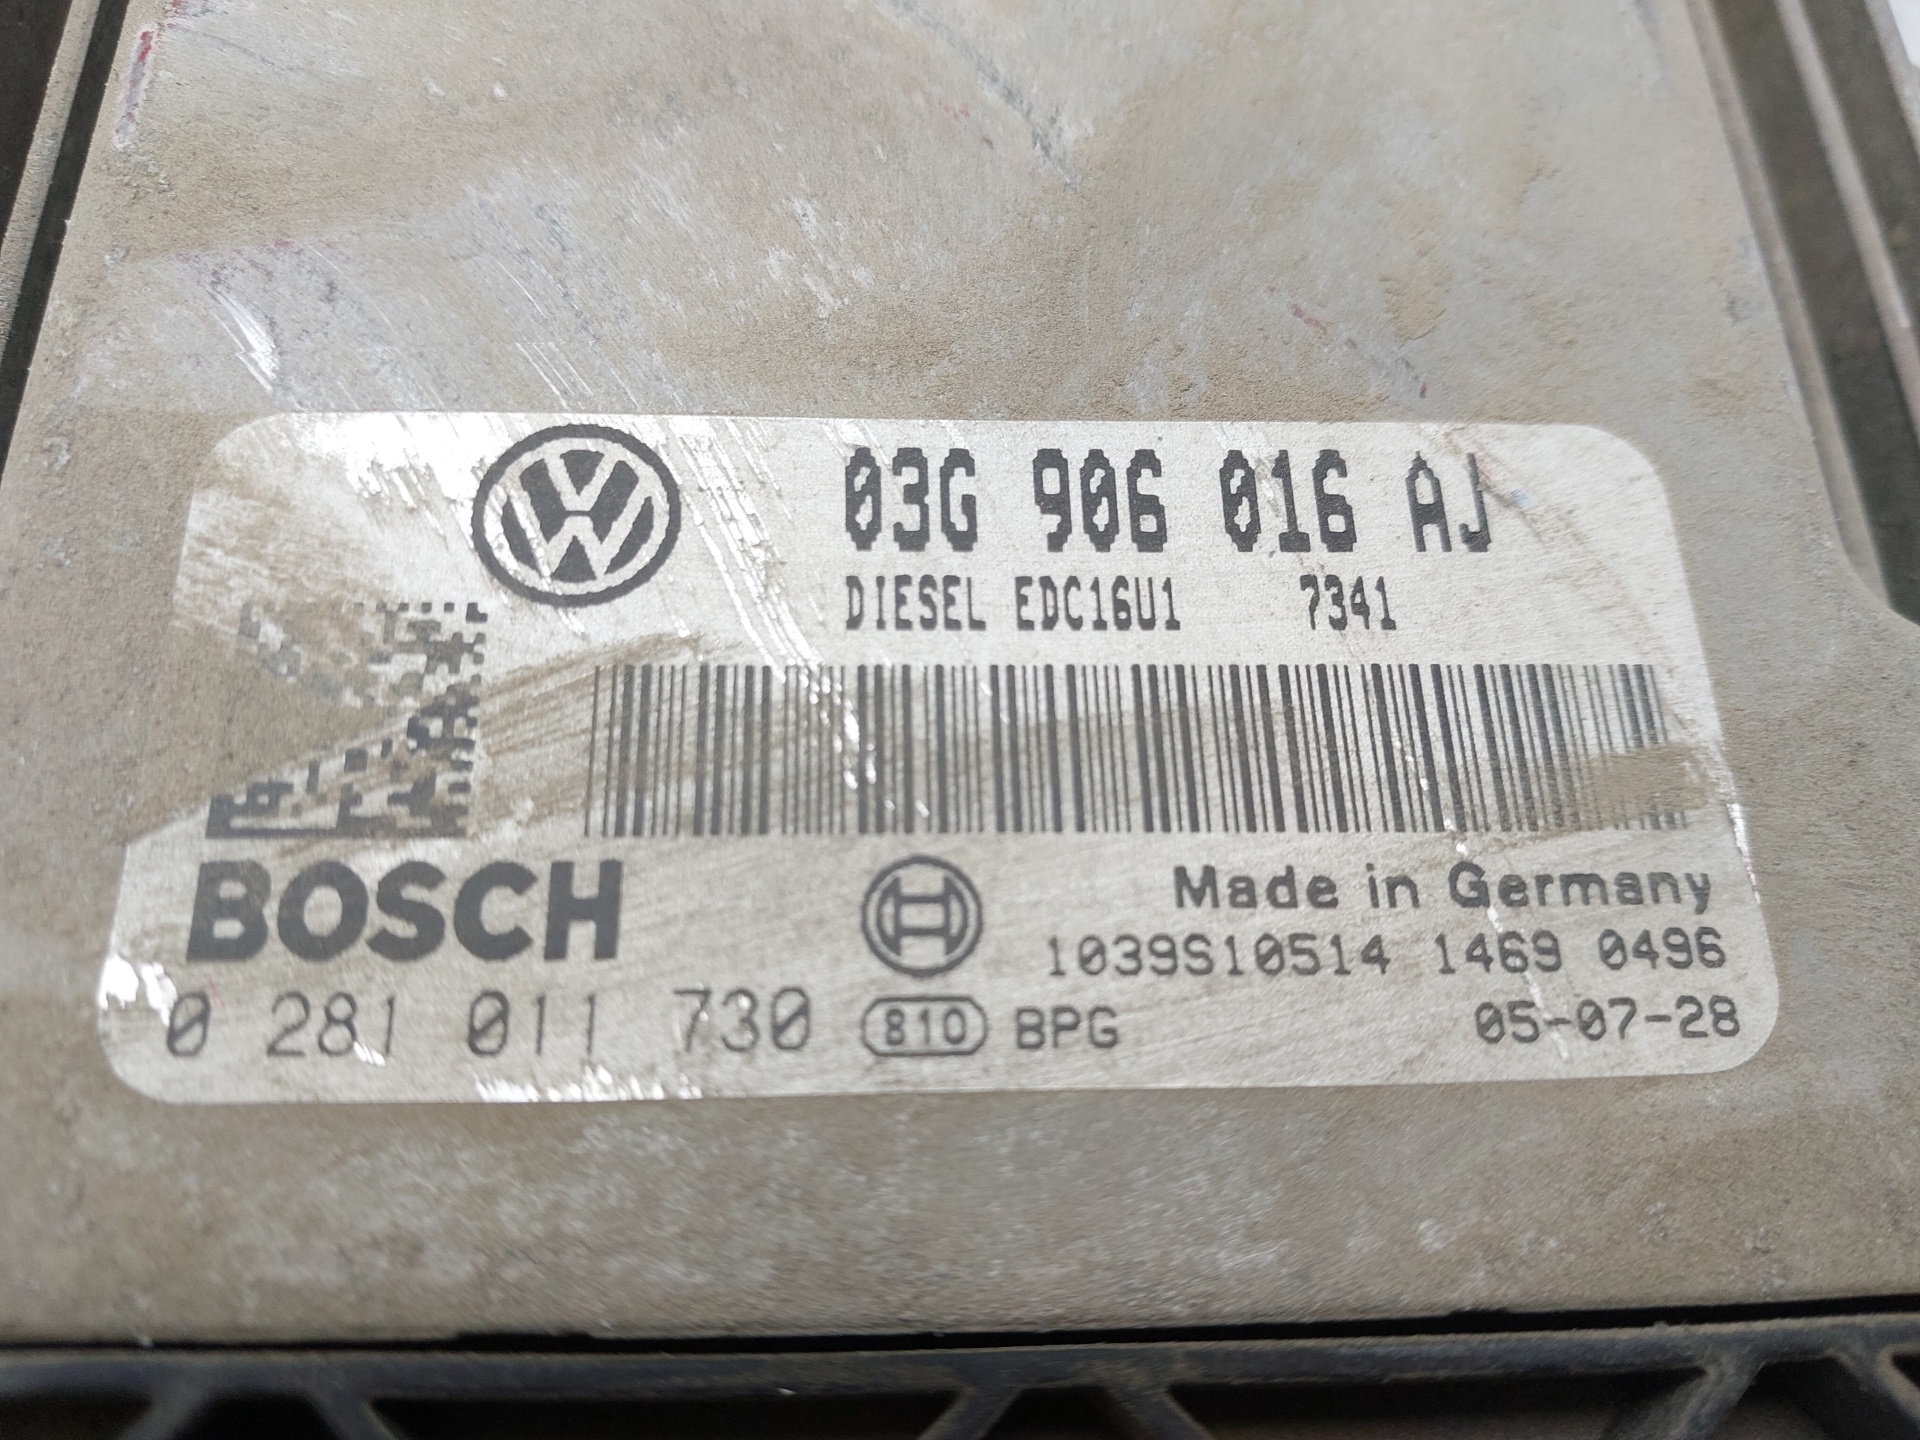 03G 906 016 AJ
DIESEL EDC16U1 7341
BOSCH
Made in Germany
1039S10514 1469 0496
0 281 011 730 810 BPG 05-07-28